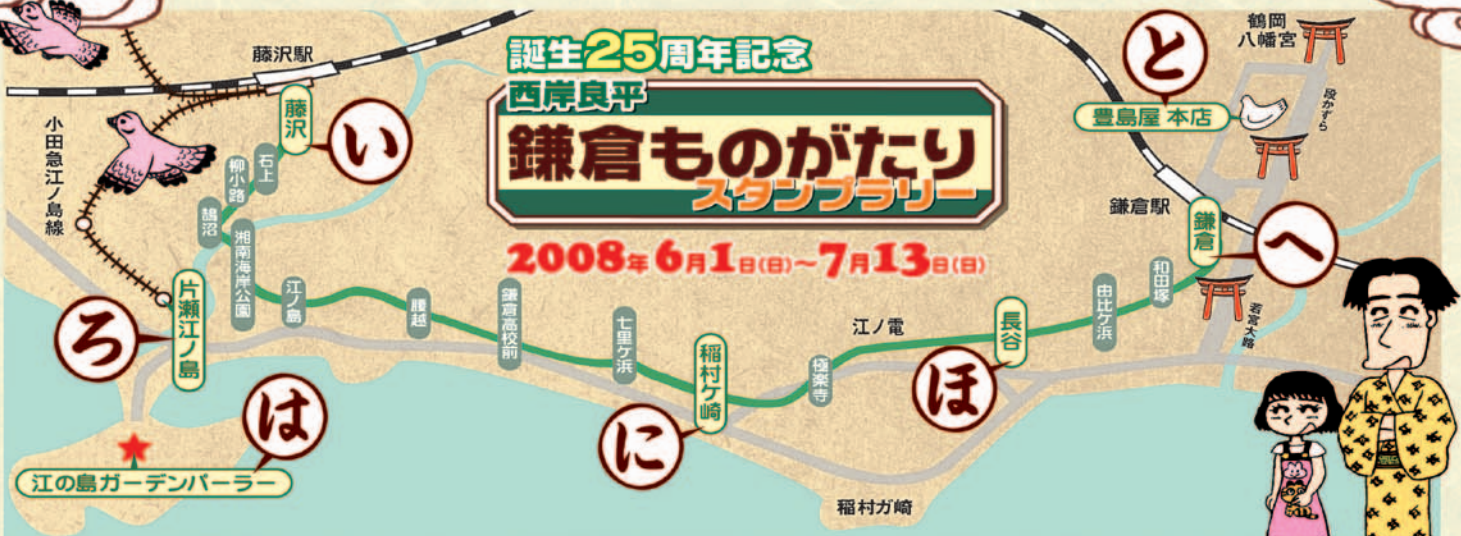 誕生25周年記念
西岸良平
鎌倉ものがたり
スタンプラリー
2008年6月1日(日)～7月13日(日)
藤沢駅
小田急江ノ島線
藤沢
い
石上
柳小路
鵠沼
湘南海岸公園
片瀬江ノ島
ろ
江の島ガーデンパーラー
は
江ノ島
腰越
鎌倉高校前
七里ヶ浜
稲村ケ崎
に
稲村ガ崎
極楽寺
江ノ電
長谷
ほ
由比ケ浜
和田塚
鎌倉
へ
鎌倉駅
若宮大路
豊島屋 本店
と
段かずら
鶴岡
八幡宮